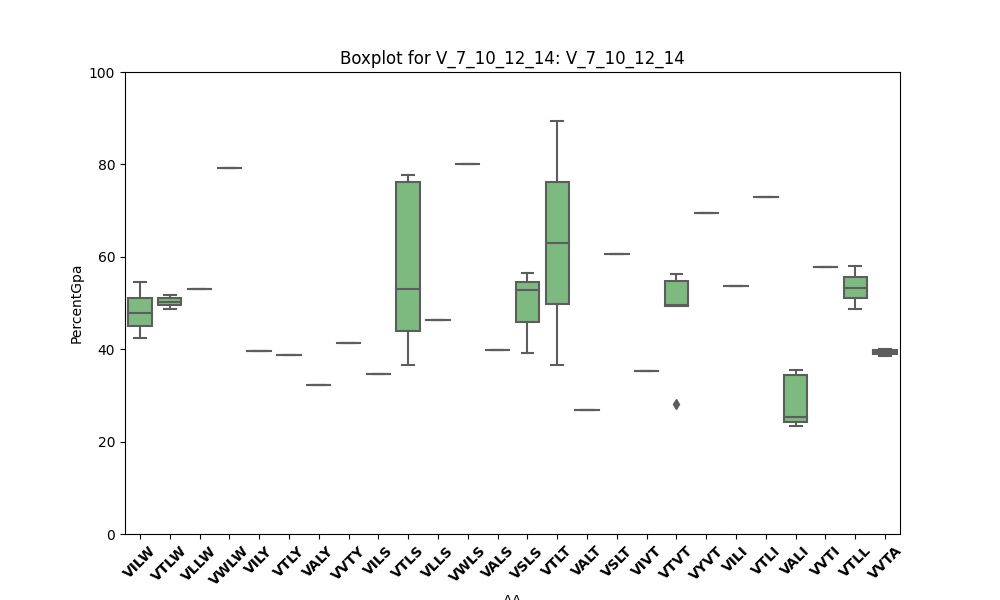 Boxplot for V_7_10_12_14: V_7_10_12_14
100
80
60
40
20
0
PercentGpa
VILW VTLW VLLW VWLW VILY VTLY VALY VVTY VILS VTLS VLLS VWLS VALS VSLS VTLT VALT VSLT VIVT VTVT VYVT VILI VTLI VALI VVTI VTLL VVTA
AA